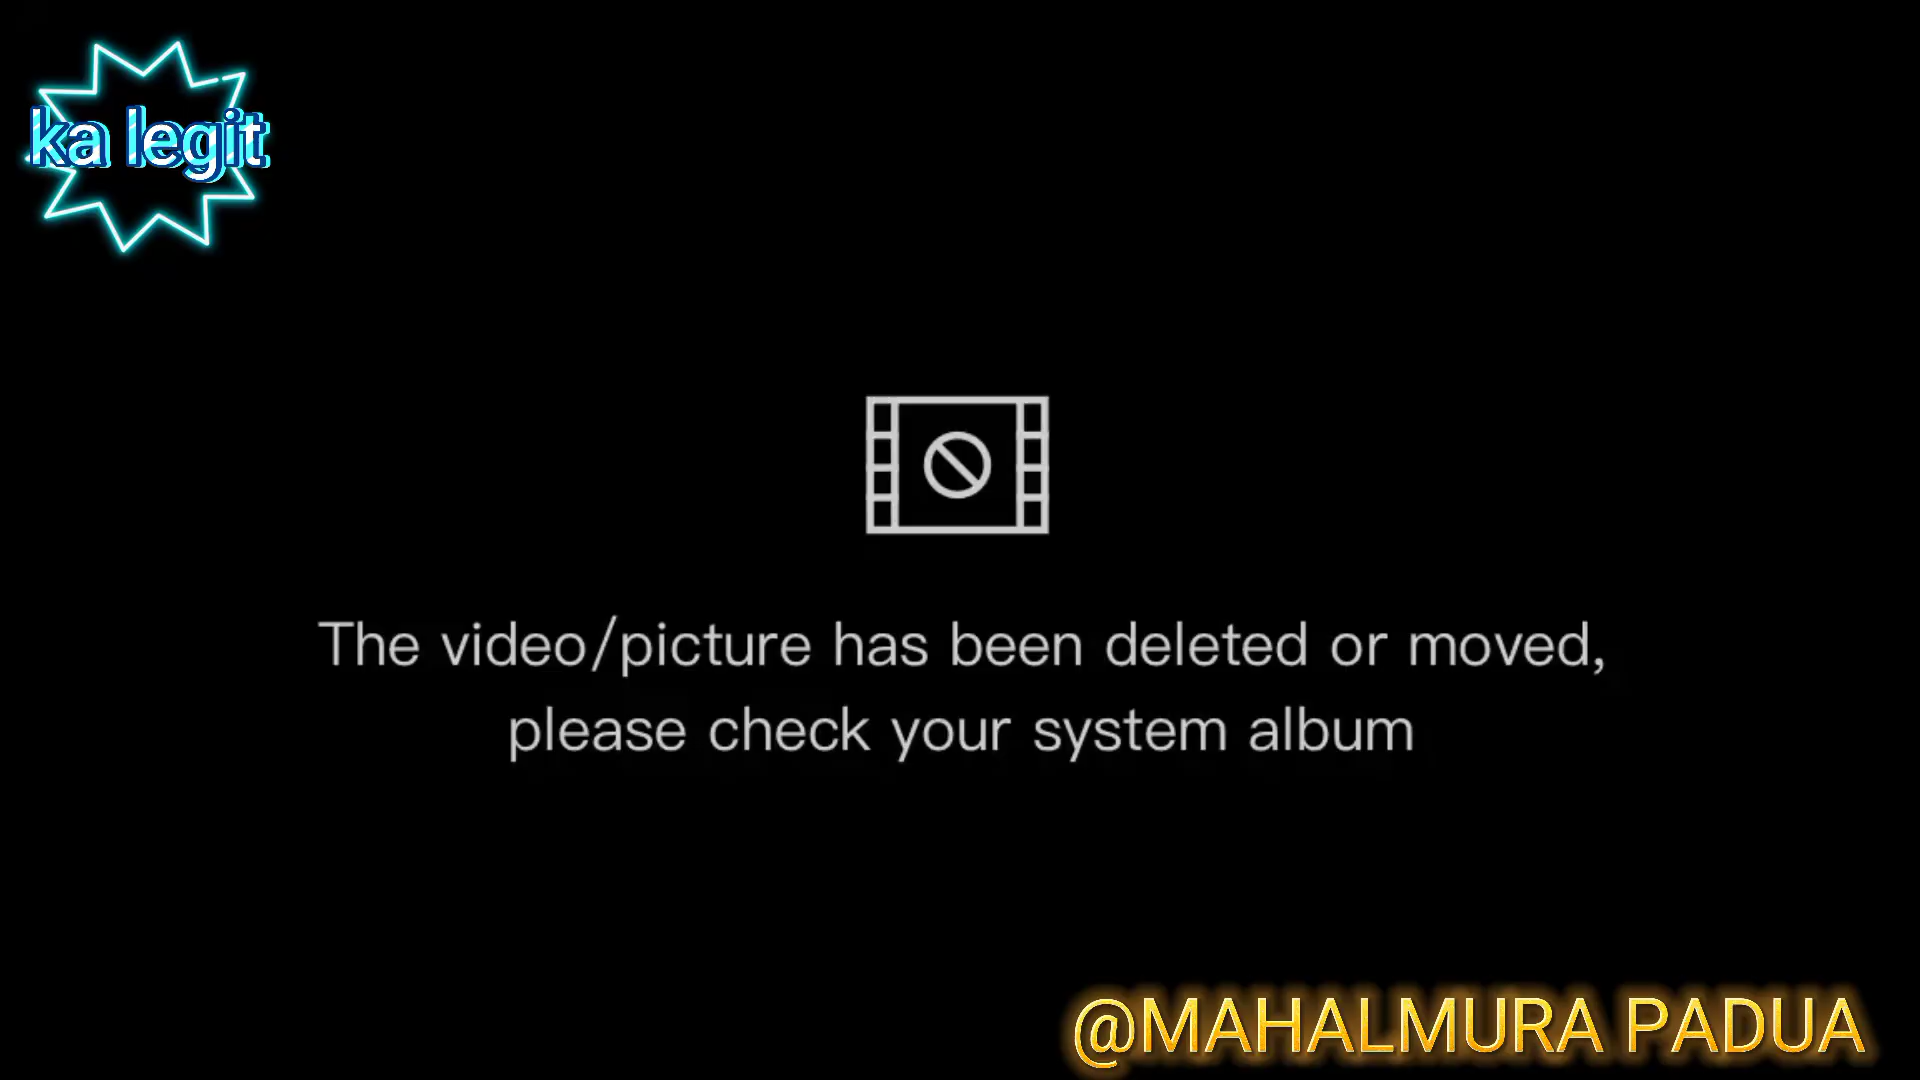 ka legit
The video/picture has been deleted or moved,
please check your system album
@MAHALMURA PADUA